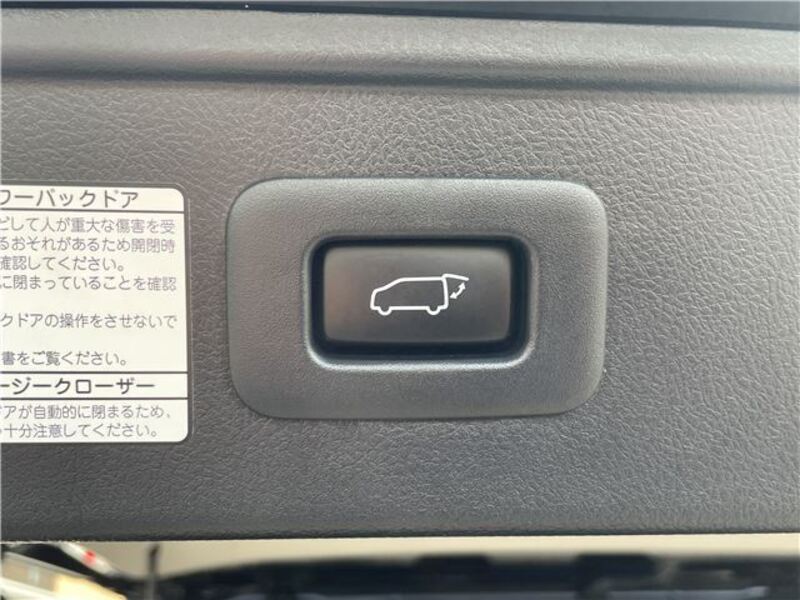 ワーバックドア
どして人が重大な傷害を受
るおそれがあるため開閉時
確認してください。
に閉まっていることを確認
ックドアの操作をさせないで
書をご覧ください。
ージークローザー
ドアが自動的に閉まるため、
十分注意してください。